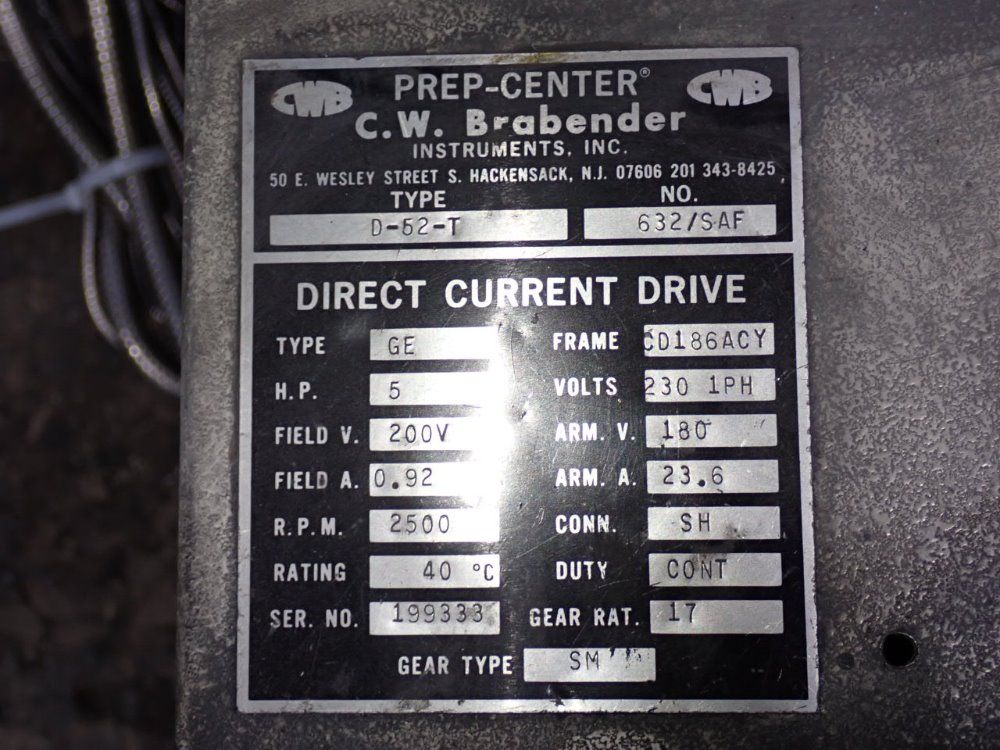 CWB PREP-CENTER® CWB
C.W. Brabender
INSTRUMENTS, INC.
50 E. WESLEY STREET S. HACKENSACK, N.J. 07606 201 343-8425
TYPE NO.
D-52-T 632/SAF
DIRECT CURRENT DRIVE
TYPE GE FRAME CD186ACY
H.P. 5 VOLTS 230 1PH
FIELD V. 200V ARM. V. 180
FIELD A. 0.92 ARM. A. 23.6
R.P.M. 2500 CONN. SH
RATING 40 °C DUTY CONT
SER. NO. 199333 GEAR RAT. 17
GEAR TYPE SM